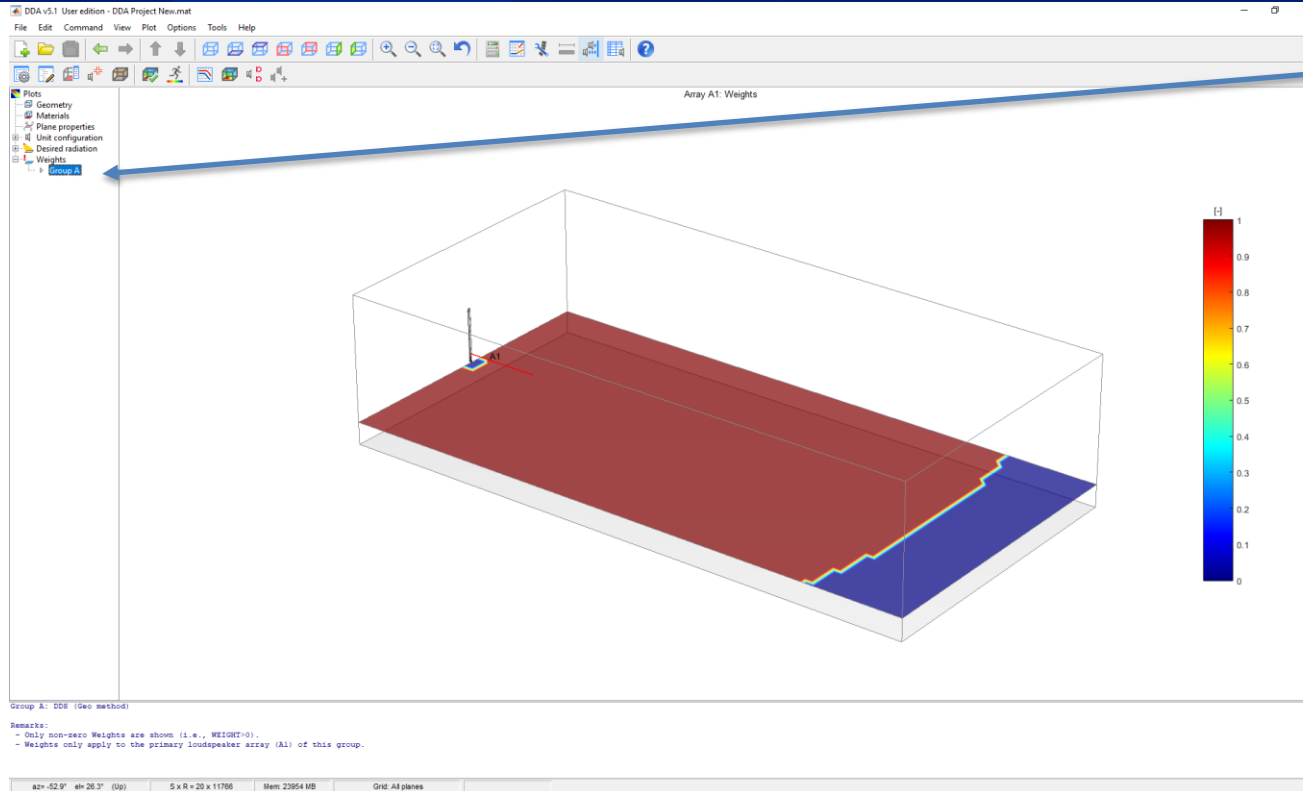 DDA v5.1 User edition - DDA Project New.mat
File Edit Command View Plot Options Tools Help
Plots
Geometry
Materials
Plane properties
Unit configuration
Desired radiation
Weights
Group A
Array A1: Weights
[-]
1
0.9
0.8
0.7
0.6
0.5
0.4
0.3
0.2
0.1
0
A1
Group A: DDS (Geo method)
Remarks:
- Only non-zero Weights are shown (i.e., WEIGHT>0).
- Weights only apply to the primary loudspeaker array (A1) of this group.
az= -52.9° el= 26.3° (Up) S x R = 20 x 11766 Mem: 23954 MB Grid: All planes